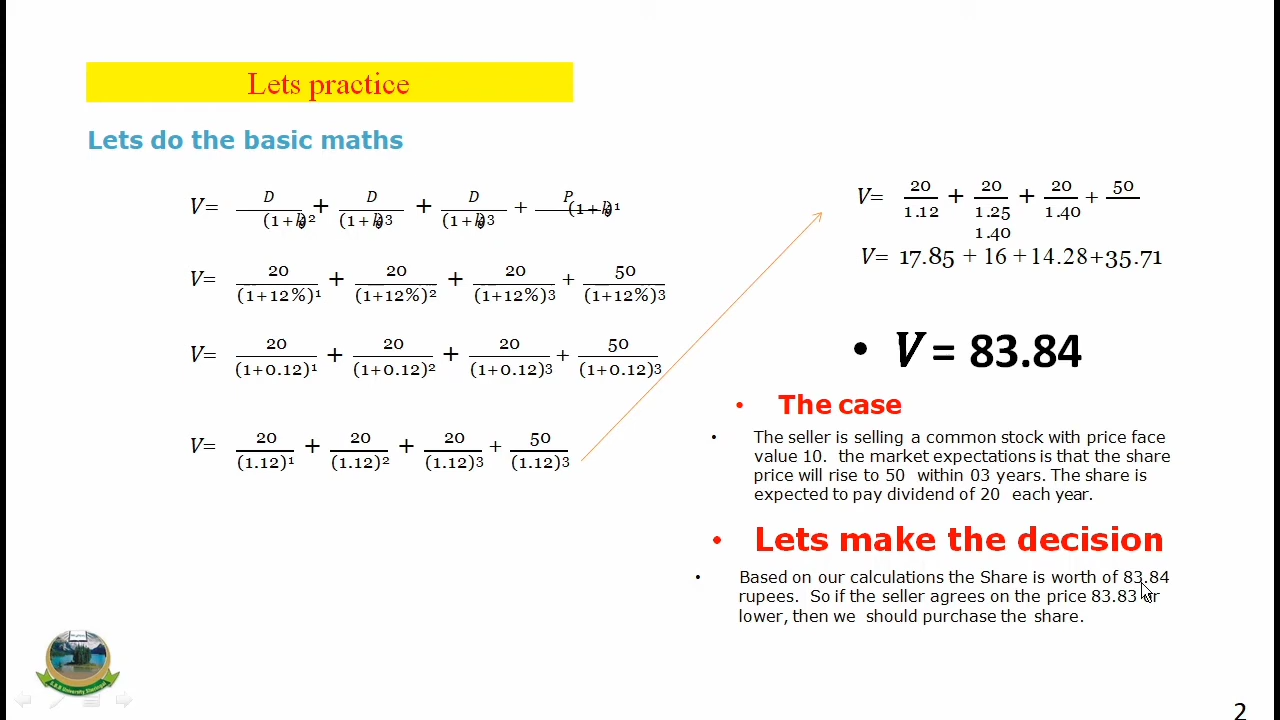 Lets practice
Lets do the basic maths
V= D/(1+k)² + D/(1+k)3 + D/(1+k)3 + P/(1+k)¹
V= 20/(1+12%)¹ + 20/(1+12%)² + 20/(1+12%)3 + 50/(1+12%)3
V= 20/(1+0.12)¹ + 20/(1+0.12)² + 20/(1+0.12)3 + 50/(1+0.12)3
V= 20/(1.12)¹ + 20/(1.12)² + 20/(1.12)3 + 50/(1.12)3
V= 20/1.12 + 20/1.25 + 20/1.40 + 50/
1.40
V= 17.85 + 16 +14.28+35.71
• V = 83.84
• The case
• The seller is selling a common stock with price face
value 10. the market expectations is that the share
price will rise to 50 within 03 years. The share is
expected to pay dividend of 20 each year.
• Lets make the decision
• Based on our calculations the Share is worth of 83.84
rupees. So if the seller agrees on the price 83.83 or
lower, then we should purchase the share.
2